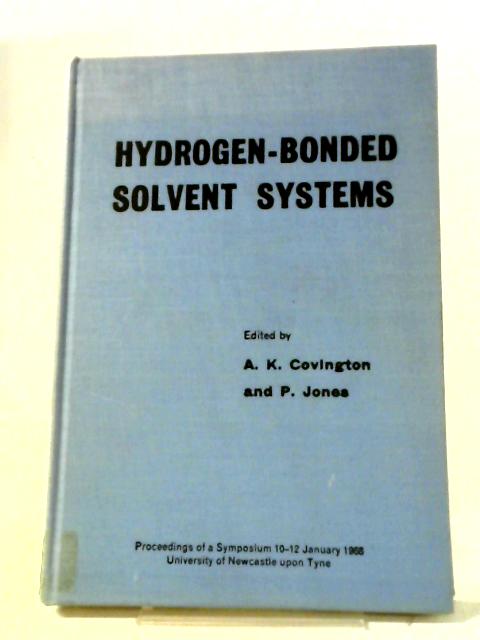 HYDROGEN-BONDED
SOLVENT SYSTEMS
Edited by
A. K. Covington
and P. Jones
Proceedings of a Symposium 10-12 January 1968
University of Newcastle upon Tyne